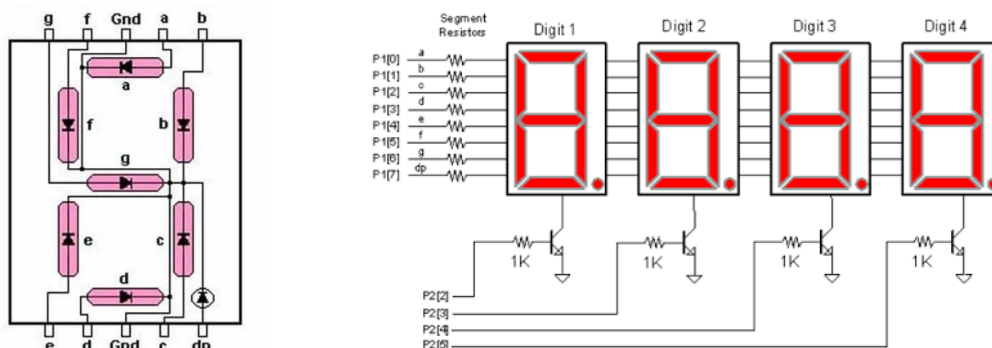 g f Gnd a b
a
f b
g
e c
d
e d Gnd c dp
Segment
Resistors
Digit 1 Digit 2 Digit 3 Digit 4
P1[0] a
P1[1] b
P1[2] c
P1[3] d
P1[4] e
P1[5] f
P1[6] g
P1[7] dp
1K 1K 1K 1K
P2[2]
P2[3]
P2[4]
P2[5]